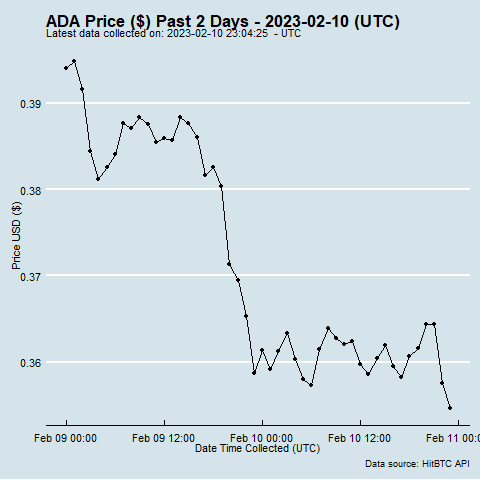 ADA Price ($) Past 2 Days - 2023-02-10 (UTC)
Latest data collected on: 2023-02-10 23:04:25 - UTC
0.39
0.38
0.37
0.36
Price USD ($)
Feb 09 00:00
Feb 09 12:00
Feb 10 00:00
Feb 10 12:00
Feb 11 00:0
Date Time Collected (UTC)
Data source: HitBTC API